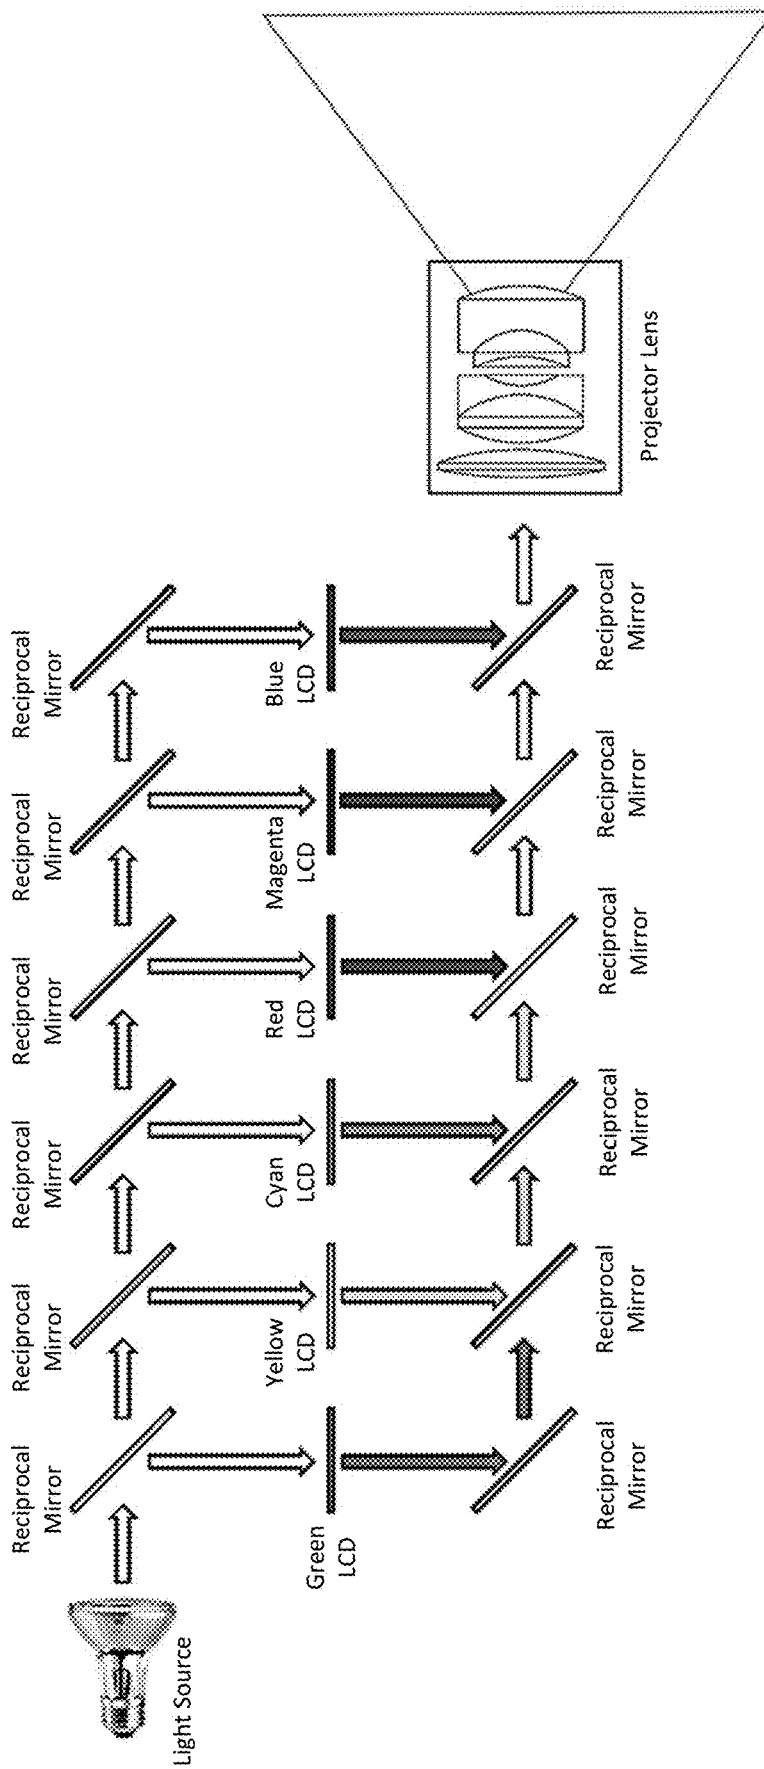 Reciprocal
Mirror
Reciprocal
Mirror
Reciprocal
Mirror
Reciprocal
Mirror
Reciprocal
Mirror
Reciprocal
Mirror
Light Source
Green
LCD
Yellow
LCD
Cyan
LCD
Red
LCD
Magenta
LCD
Blue
LCD
Reciprocal
Mirror
Reciprocal
Mirror
Reciprocal
Mirror
Reciprocal
Mirror
Reciprocal
Mirror
Reciprocal
Mirror
Projector Lens